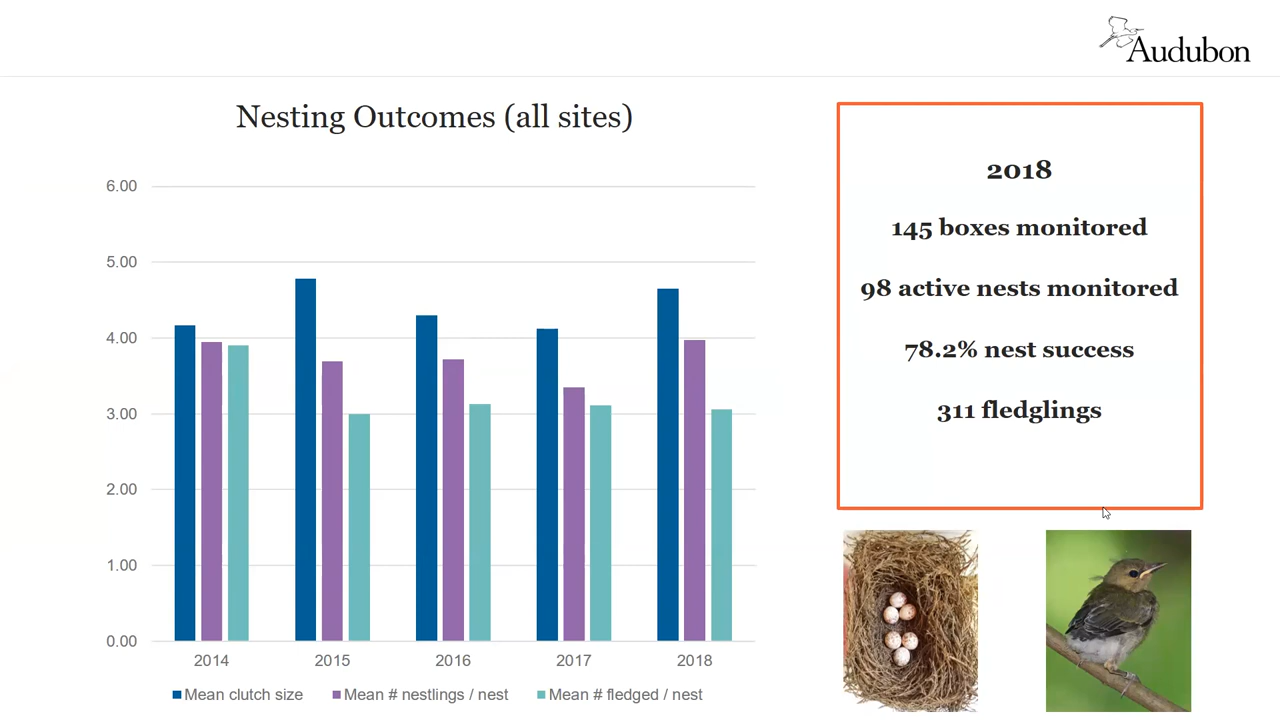 Audubon
Nesting Outcomes (all sites)
6.00
5.00
4.00
3.00
2.00
1.00
0.00
2014 2015 2016 2017 2018
Mean clutch size Mean # nestlings / nest Mean # fledged / nest
2018
145 boxes monitored
98 active nests monitored
78.2% nest success
311 fledglings